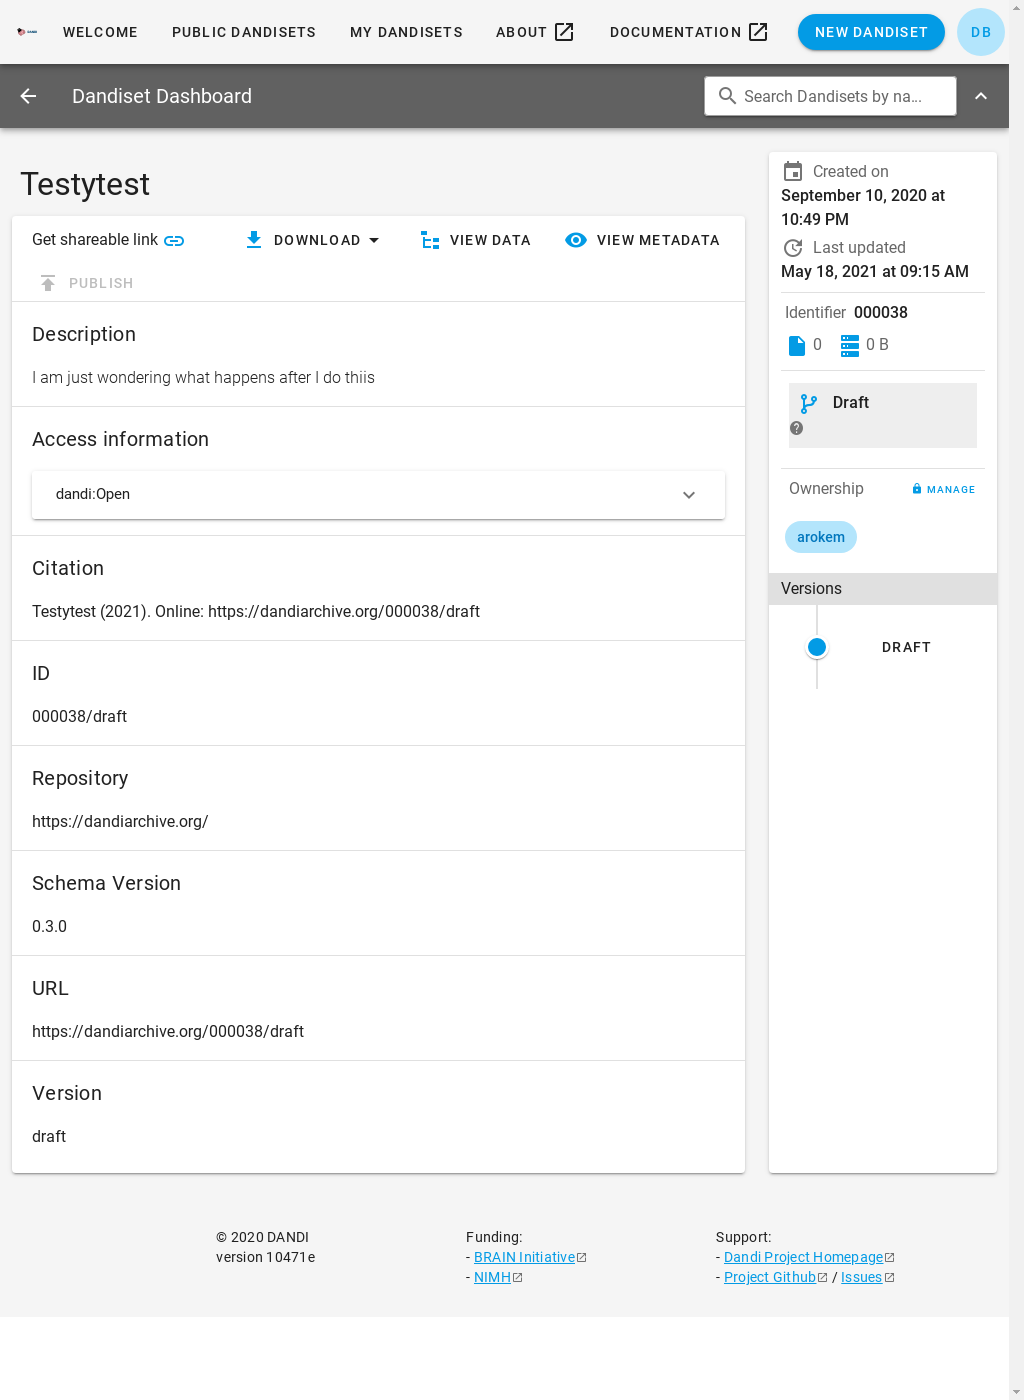 DANDI
WELCOME
PUBLIC DANDISETS
MY DANDISETS
ABOUT
DOCUMENTATION
NEW DANDISET
DB
Dandiset Dashboard
Search Dandisets by na...
Testytest
Get shareable link
DOWNLOAD
VIEW DATA
VIEW METADATA
PUBLISH
Description
I am just wondering what happens after I do thiis
Access information
dandi:Open
Citation
Testytest (2021). Online: https://dandiarchive.org/000038/draft
ID
000038/draft
Repository
https://dandiarchive.org/
Schema Version
0.3.0
URL
https://dandiarchive.org/000038/draft
Version
draft
Created on
September 10, 2020 at
10:49 PM
Last updated
May 18, 2021 at 09:15 AM
Identifier 000038
0
0 B
Draft
Ownership
MANAGE
arokem
Versions
DRAFT
© 2020 DANDI
version 10471e
Funding:
- BRAIN Initiative
- NIMH
Support:
- Dandi Project Homepage
- Project Github / Issues